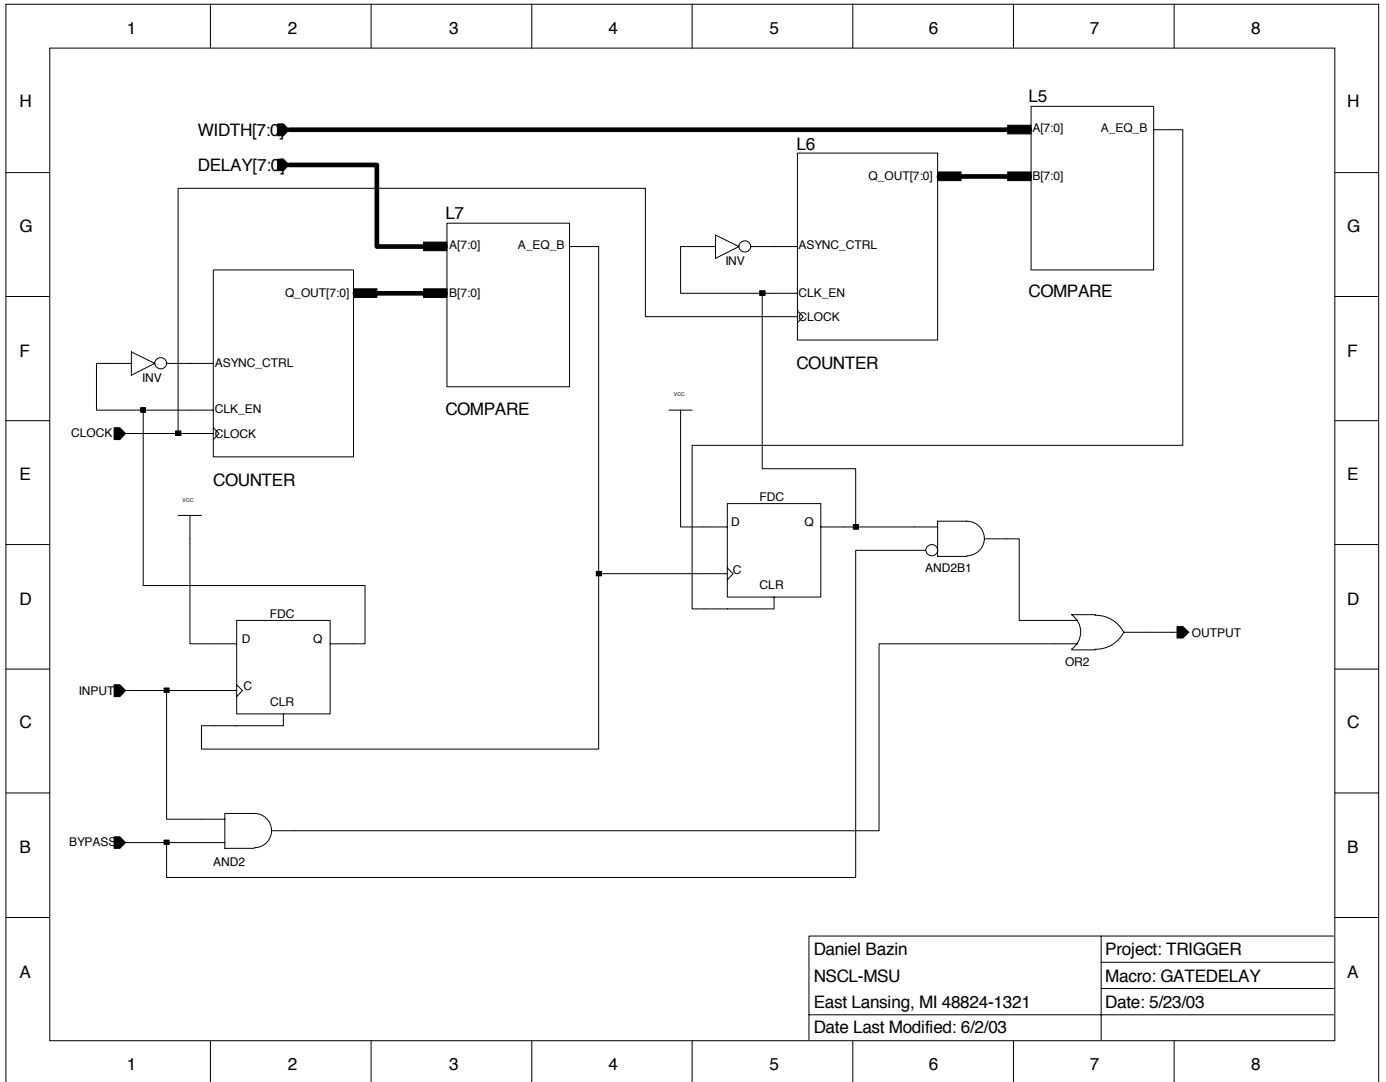 1 2 3 4 5 6 7 8
H H
L5
WIDTH[7:0]
A[7:0] A_EQ_B
L6
DELAY[7:0]
Q_OUT[7:0]
B[7:0]
G G
L7
A[7:0] A_EQ_B
ASYNC_CTRL
INV
Q_OUT[7:0]
B[7:0]
CLK_EN
COMPARE
CLOCK
F F
ASYNC_CTRL
INV
COUNTER
vcc
CLK_EN
COMPARE
CLOCK
CLOCK
E E
COUNTER
vcc
FDC
D Q
AND2B1
C
CLR
D D
FDC
D Q
OUTPUT
OR2
INPUT
C
CLR
C C
BYPASS
B B
AND2
Daniel Bazin
Project: TRIGGER
NSCL-MSU
Macro: GATEDELAY
A A
East Lansing, MI 48824-1321
Date: 5/23/03
Date Last Modified: 6/2/03
1 2 3 4 5 6 7 8